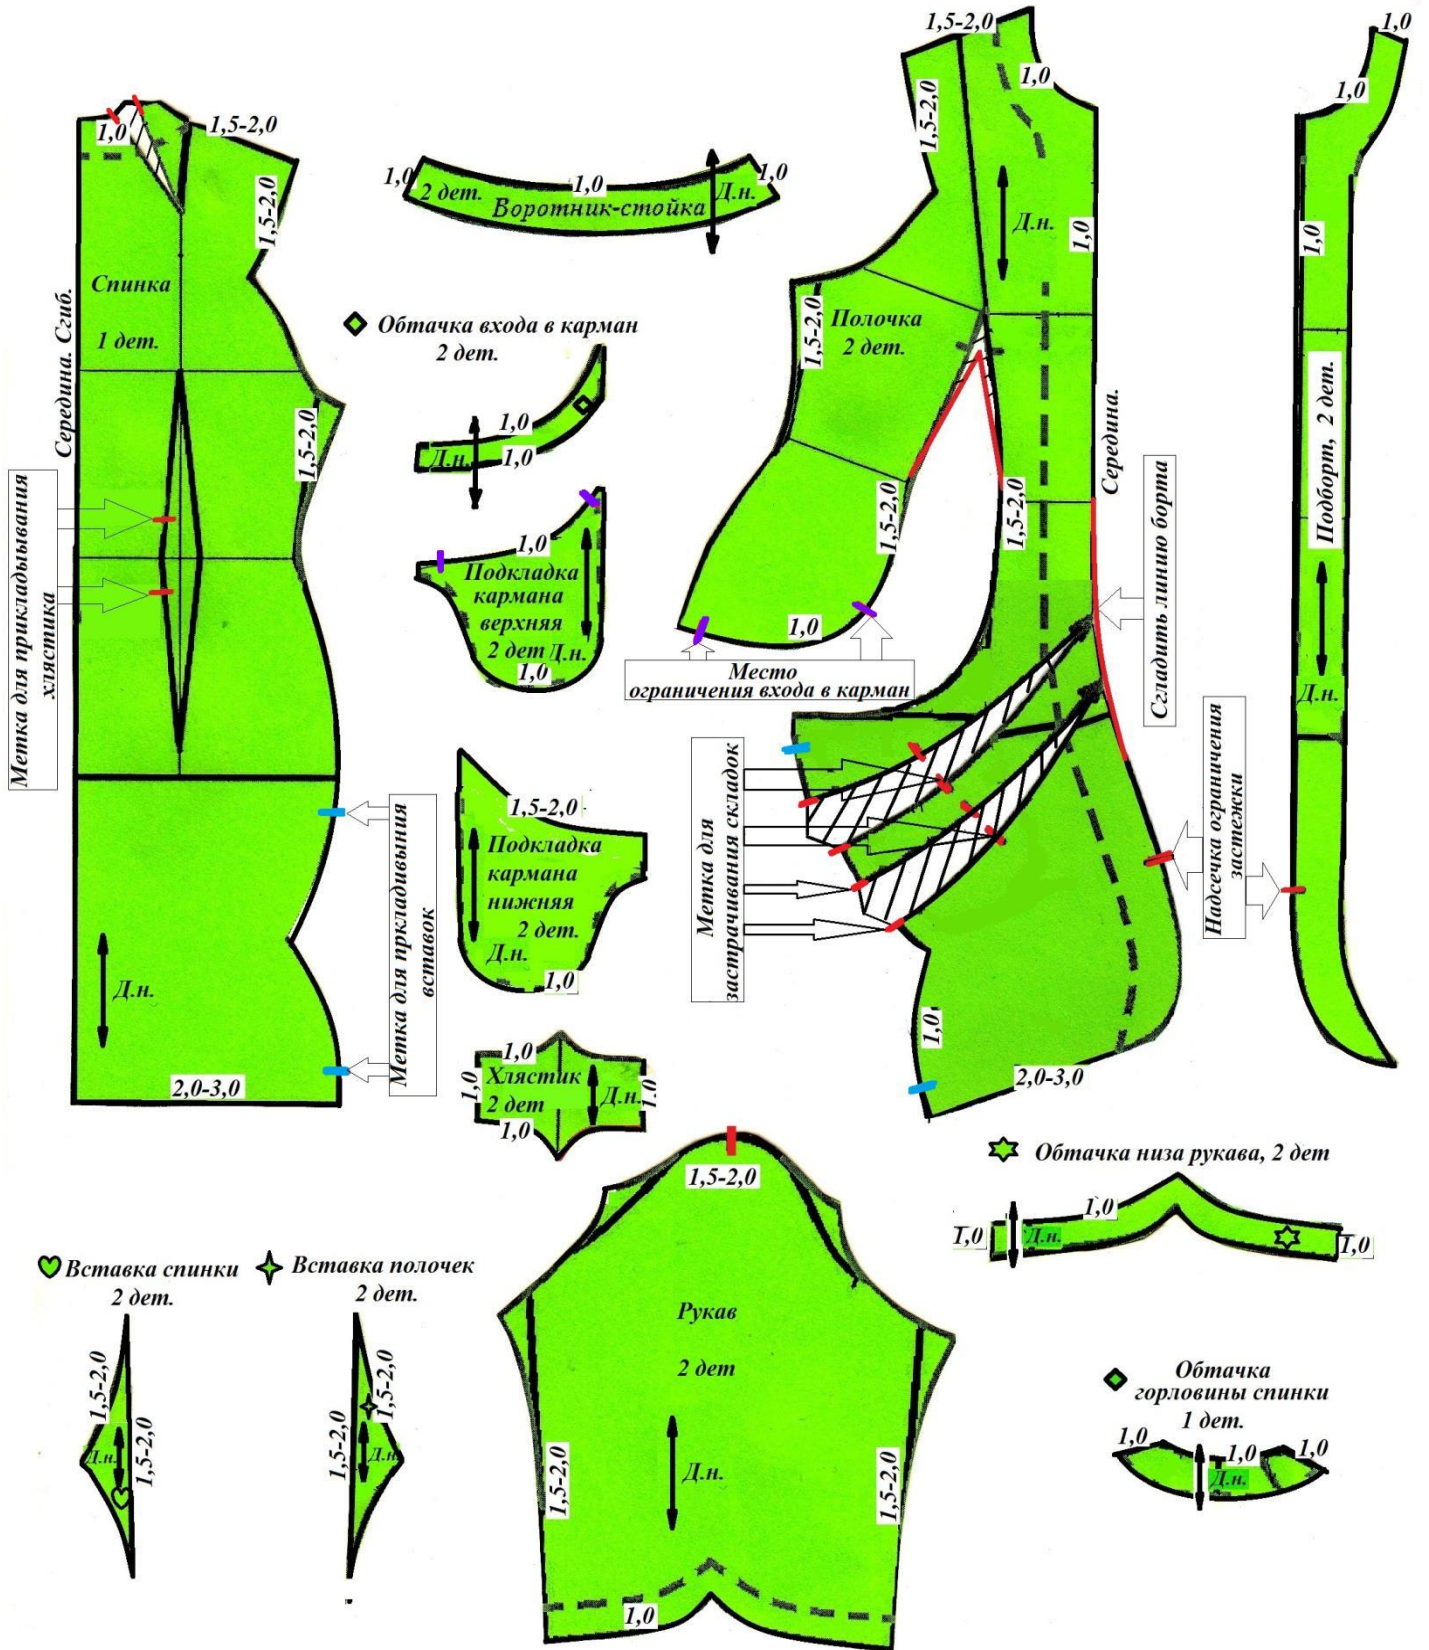 1,5-2,0
1,0
1,0
1,0
1,5-2,0
1,0
1,0
1,5-2,0
1,0
1,0
1,0
2 дет.
Воротник-стойка
Д.н.
1,5-2,0
Д.н.
1,0
1,0
Спинка
1 дет.
Середина. Сгиб.
1,5-2,0
Обтачка входа в карман
2 дет.
1,0
1,0
Д.н.
Полочка
2 дет.
1,5-2,0
Середина.
Подборт, 2 дет.
Д.н.
1,5-2,0
1,5-2,0
1,0
Метка для прикладывания
хлястика
1,0
Подкладка
кармана
верхняя
2 дет
Д.н.
1,0
Место
ограничения входа в карман
Сгладить линию борта
1,5-2,0
Подкладка
кармана
нижняя
2 дет.
Д.н.
1,0
Метка для
застрачивания складок
Надсечка ограничения
застежки
Метка для пркладивыния
вставок
Д.н.
2,0-3,0
1,0
1,0
Хлястик
2 дет
Д.н.
1,0
1,0
1,0
2,0-3,0
1,5-2,0
Обтачка низа рукава, 2 дет
1,0
1,0
Д.н.
1,0
Вставка спинки
2 дет.
Вставка полочек
2 дет.
1,5-2,0
1,5-2,0
Д.н.
1,5-2,0
1,5-2,0
Д.н.
Рукав
2 дет
Д.н.
1,5-2,0
1,5-2,0
1,0
Обтачка
горловины спинки
1 дет.
1,0
1,0
1,0
Д.н.